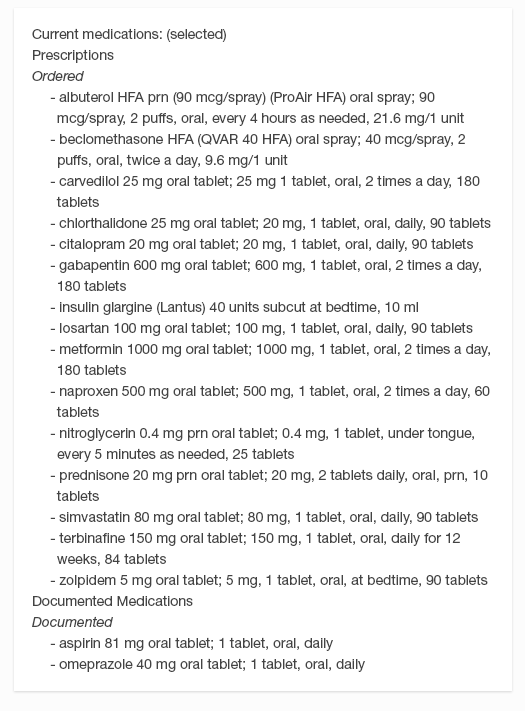 Current medications: (selected)
Prescriptions
Ordered
- albuterol HFA prn (90 mcg/spray) (ProAir HFA) oral spray; 90
mcg/spray, 2 puffs, oral, every 4 hours as needed, 21.6 mg/1 unit
- beclomethasone HFA (QVAR 40 HFA) oral spray; 40 mcg/spray, 2
puffs, oral, twice a day, 9.6 mg/1 unit
- carvedilol 25 mg oral tablet; 25 mg 1 tablet, oral, 2 times a day, 180
tablets
- chlorthalidone 25 mg oral tablet; 20 mg, 1 tablet, oral, daily, 90 tablets
- citalopram 20 mg oral tablet; 20 mg, 1 tablet, oral, daily, 90 tablets
- gabapentin 600 mg oral tablet; 600 mg, 1 tablet, oral, 2 times a day,
180 tablets
- insulin glargine (Lantus) 40 units subcut at bedtime, 10 ml
- losartan 100 mg oral tablet; 100 mg, 1 tablet, oral, daily, 90 tablets
- metformin 1000 mg oral tablet; 1000 mg, 1 tablet, oral, 2 times a day,
180 tablets
- naproxen 500 mg oral tablet; 500 mg, 1 tablet, oral, 2 times a day, 60
tablets
- nitroglycerin 0.4 mg prn oral tablet; 0.4 mg, 1 tablet, under tongue,
every 5 minutes as needed, 25 tablets
- prednisone 20 mg prn oral tablet; 20 mg, 2 tablets daily, oral, prn, 10
tablets
- simvastatin 80 mg oral tablet; 80 mg, 1 tablet, oral, daily, 90 tablets
- terbinafine 150 mg oral tablet; 150 mg, 1 tablet, oral, daily for 12
weeks, 84 tablets
- zolpidem 5 mg oral tablet; 5 mg, 1 tablet, oral, at bedtime, 90 tablets
Documented Medications
Documented
- aspirin 81 mg oral tablet; 1 tablet, oral, daily
- omeprazole 40 mg oral tablet; 1 tablet, oral, daily